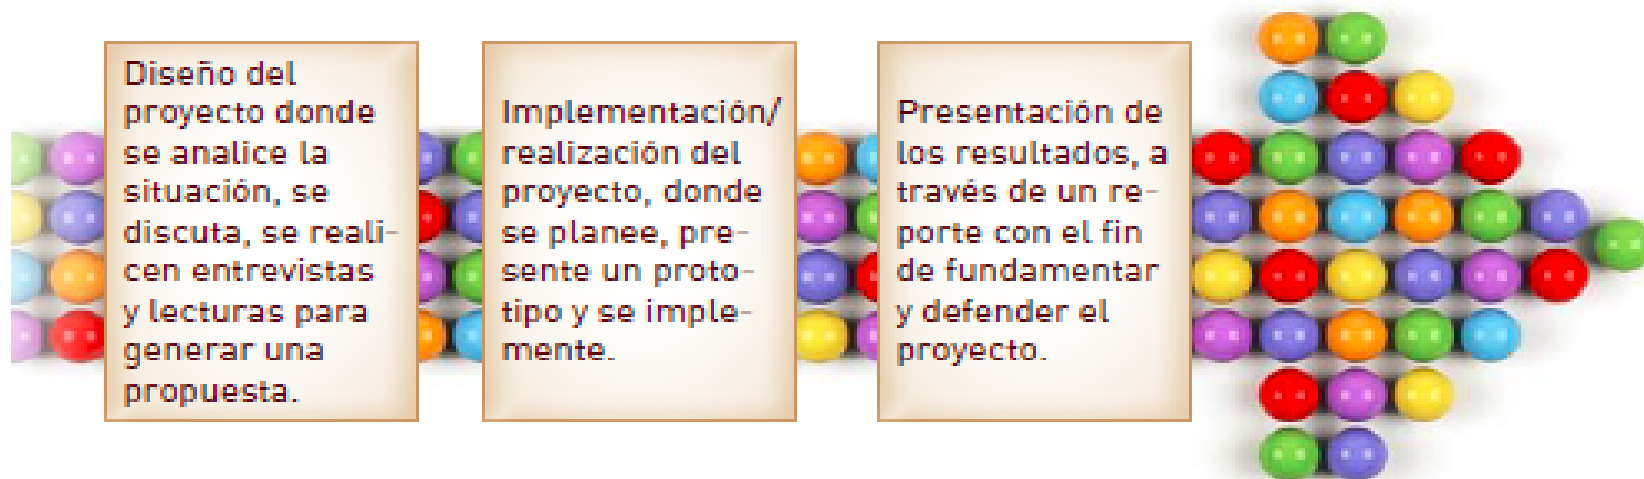 Diseño del
proyecto donde
se analice la
situación, se
discuta, se reali-
cen entrevistas
y lecturas para
generar una
propuesta.
Implementación/
realización del
proyecto, donde
se planee, pre-
sente un proto-
tipo y se imple-
mente.
Presentación de
los resultados, a
través de un re-
porte con el fin
de fundamentar
y defender el
proyecto.